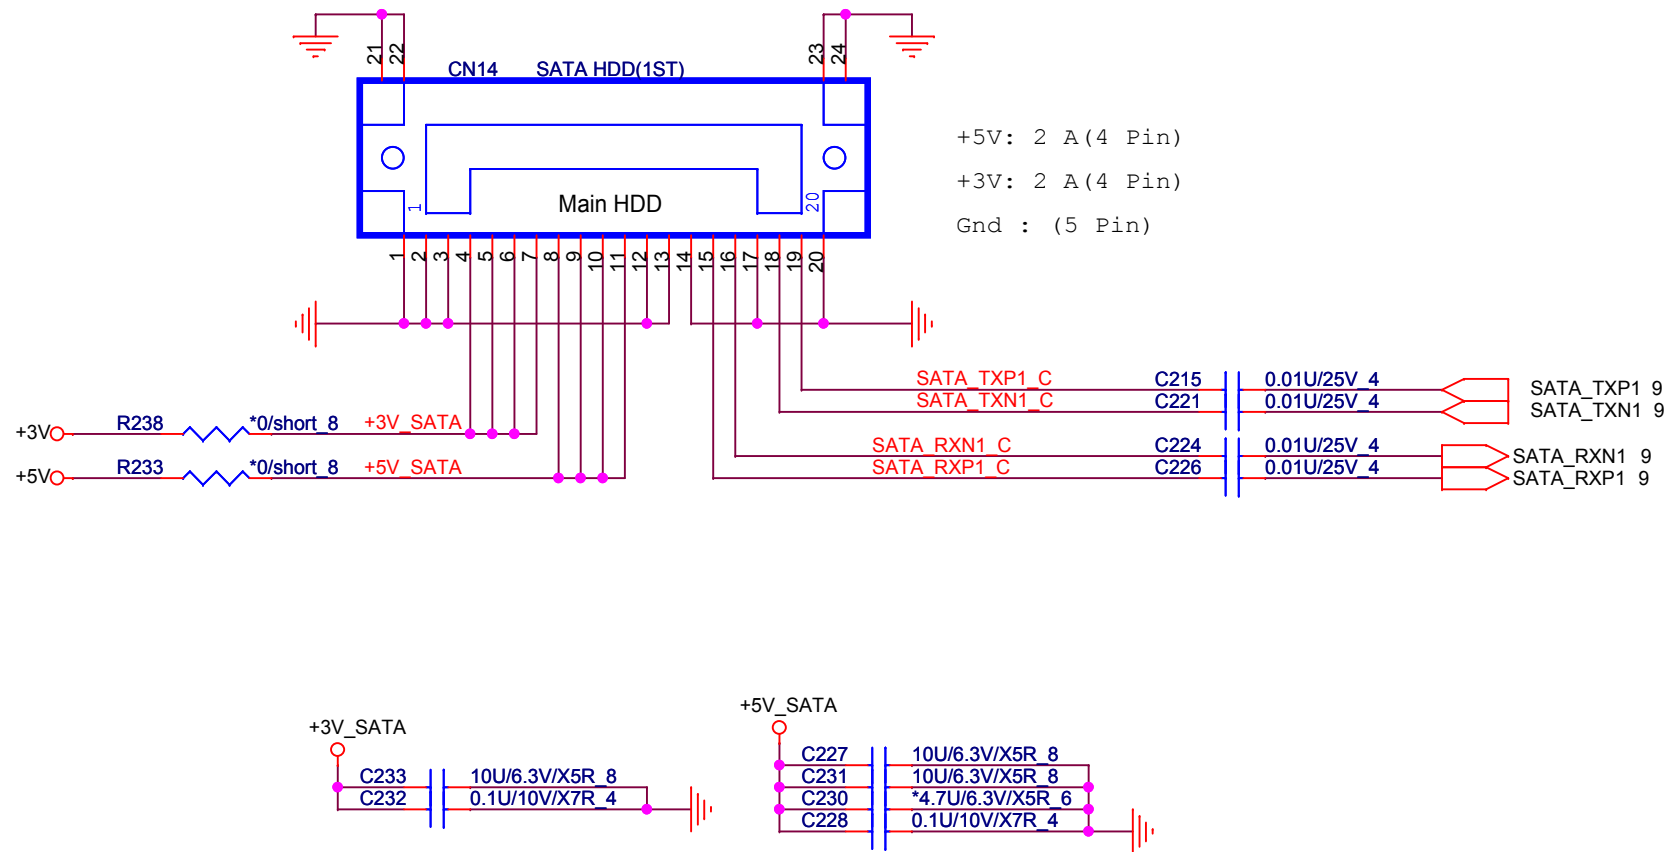 21 22 23 24
CN14 SATA HDD(1ST)
+5V: 2 A(4 Pin)
+3V: 2 A(4 Pin)
Gnd : (5 Pin)
1 Main HDD 20
1 2 3 4 5 6 7 8 9 10 11 12 13 14 15 16 17 18 19 20
SATA_TXP1_C C215 0.01U/25V_4 SATA_TXP1 9
SATA_TXN1_C C221 0.01U/25V_4 SATA_TXN1 9
+3V R238 *0/short_8 +3V_SATA
SATA_RXN1_C C224 0.01U/25V_4 SATA_RXN1 9
+5V R233 *0/short_8 +5V_SATA
SATA_RXP1_C C226 0.01U/25V_4 SATA_RXP1 9
+3V_SATA
C233 10U/6.3V/X5R_8
C232 0.1U/10V/X7R_4
+5V_SATA
C227 10U/6.3V/X5R_8
C231 10U/6.3V/X5R_8
C230 *4.7U/6.3V/X5R_6
C228 0.1U/10V/X7R_4